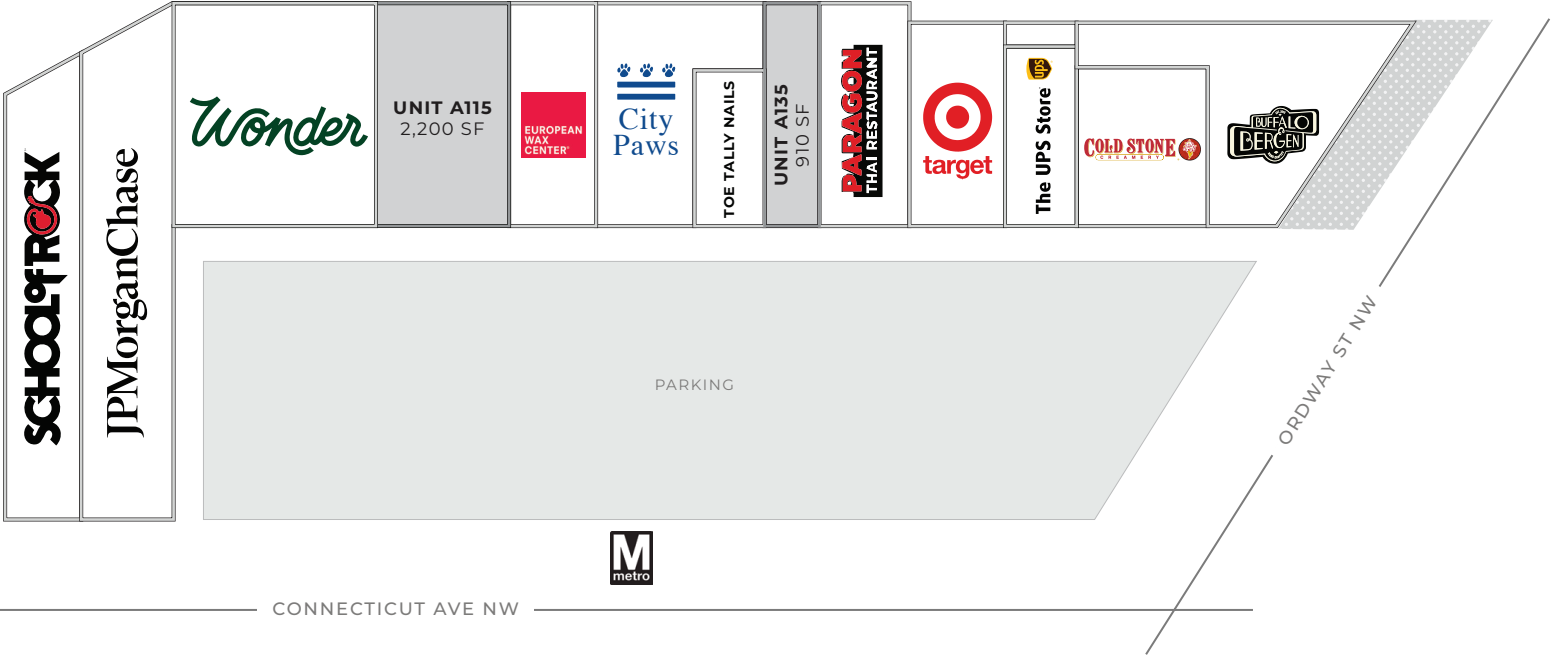 SCHOOL of ROCK
JPMorganChase
Wonder
UNIT A115
2,200 SF
EUROPEAN
WAX
CENTER
City
Paws
TOE TALLY NAILS
UNIT A135
910 SF
PARAGON
THAI RESTAURANT
target
ups
The UPS Store
COLD STONE
CREAMERY
BUFFALO
&
BERGEN
PARKING
ORDWAY ST NW
M
metro
CONNECTICUT AVE NW